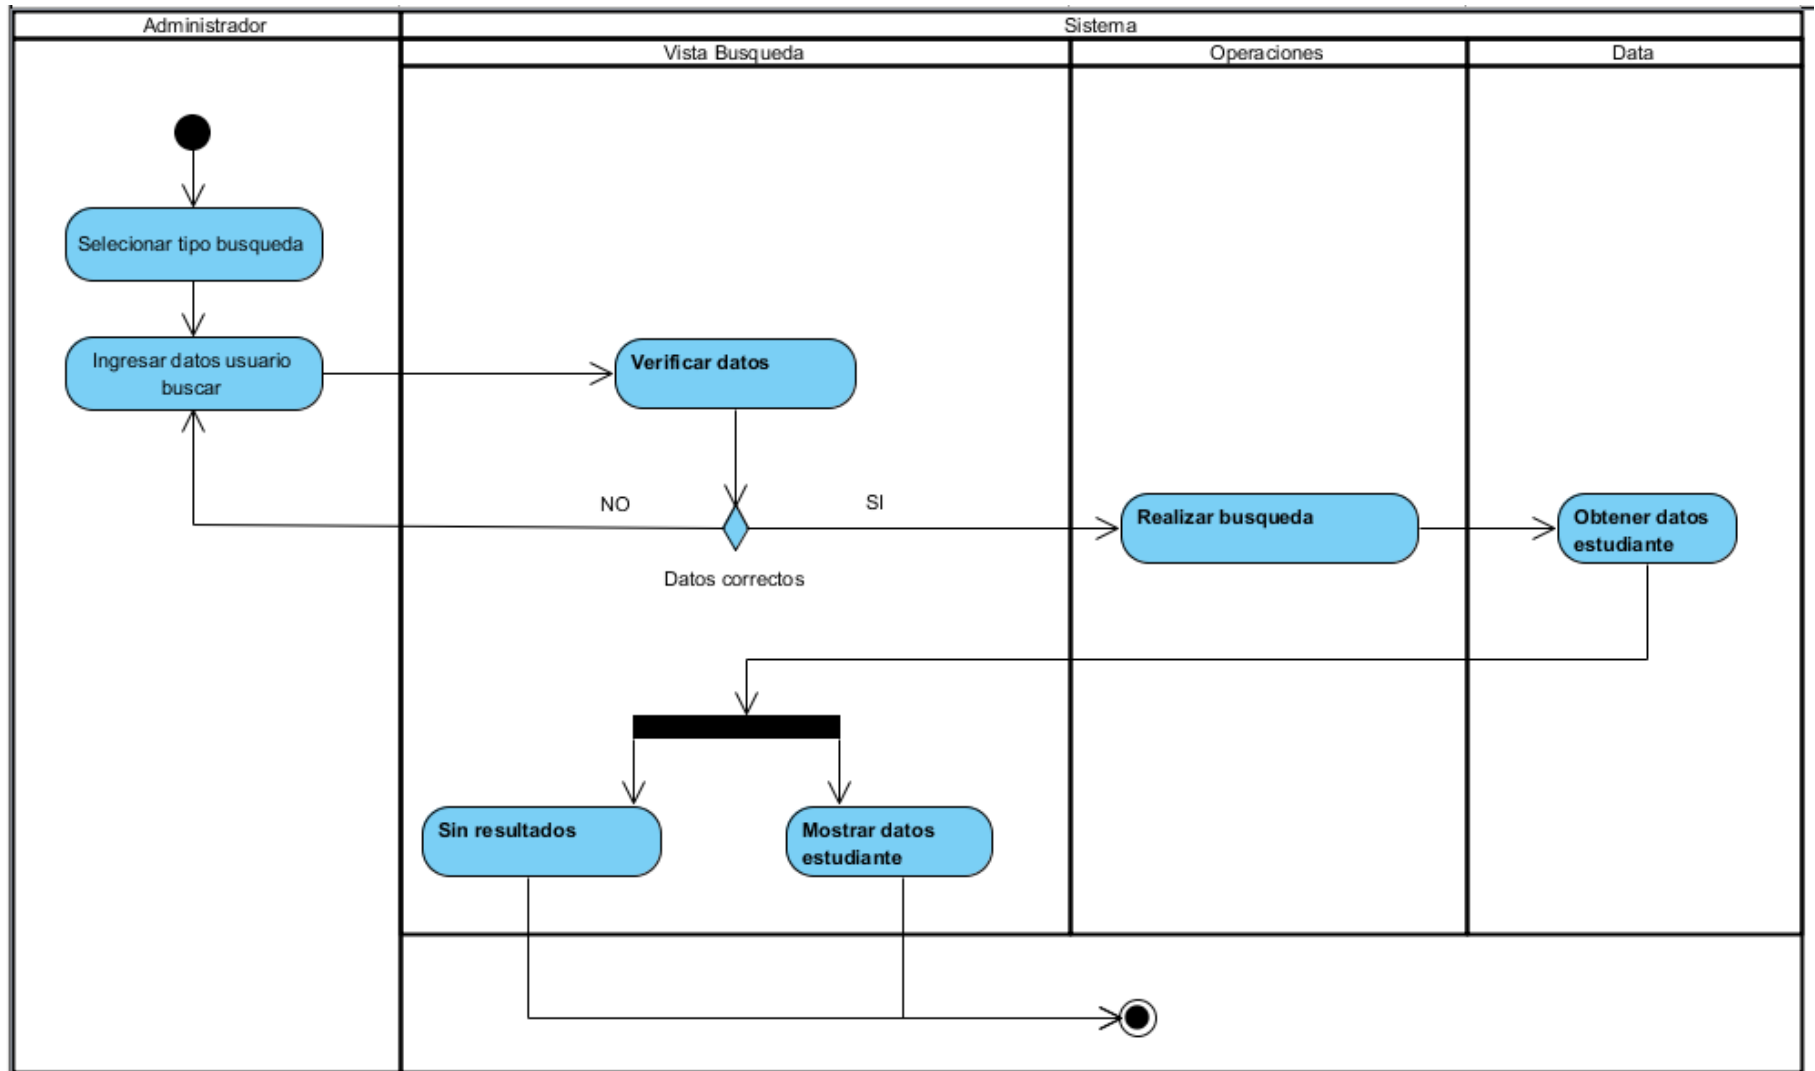 Administrador
Sistema
Vista Busqueda
Operaciones
Data
Selecionar tipo busqueda
Ingresar datos usuario
buscar
Verificar datos
NO
SI
Realizar busqueda
Obtener datos
estudiante
Datos correctos
Sin resultados
Mostrar datos
estudiante